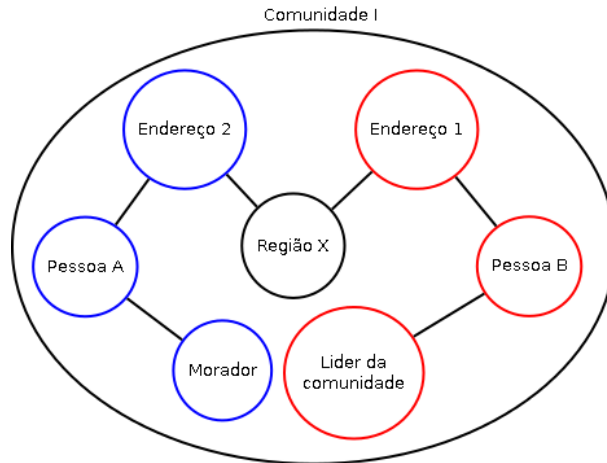 Comunidade I
Endereço 2
Endereço 1
Região X
Pessoa A
Pessoa B
Morador
Lider da
comunidade